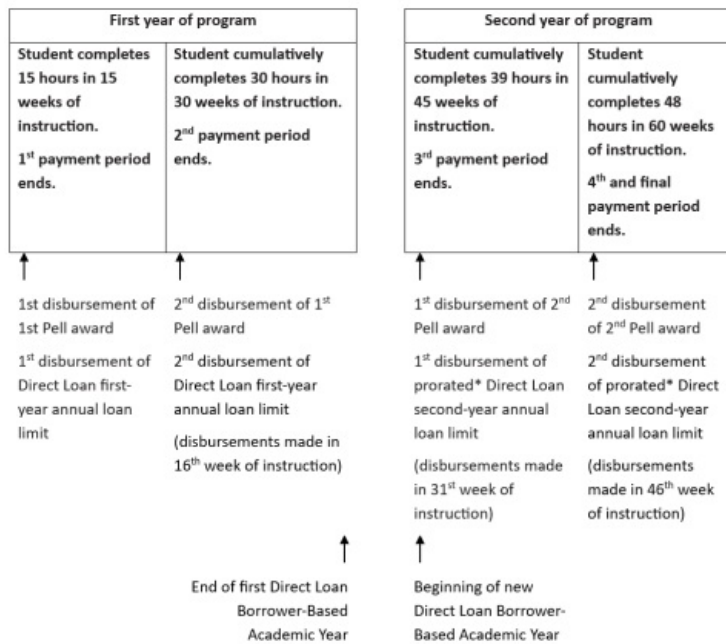 First year of program
Second year of program
Student completes
15 hours in 15
weeks of
instruction.
1st payment period
ends.
Student cumulatively
completes 30 hours in
30 weeks of instruction.
2nd payment period
ends.
Student cumulatively
completes 39 hours in
45 weeks of
instruction.
3rd payment period
ends.
Student
cumulatively
completes 48
hours in 60 weeks
of instruction.
4th and final
payment period
ends.
1st disbursement of
1st Pell award
1st disbursement of
Direct Loan first-
year annual loan
limit
2nd disbursement of 1st
Pell award
2nd disbursement of
Direct Loan first-year
annual loan limit
(disbursements made in
16th week of instruction)
1st disbursement of 2nd
Pell award
1st disbursement of
prorated* Direct Loan
second-year annual
loan limit
(disbursements made
in 31st week of
instruction)
2nd disbursement
of 2nd Pell award
2nd disbursement
of prorated* Direct
Loan second-year
annual loan limit
(disbursements
made in 46th week
of instruction)
End of first Direct Loan
Borrower-Based
Academic Year
Beginning of new
Direct Loan Borrower-
Based Academic Year